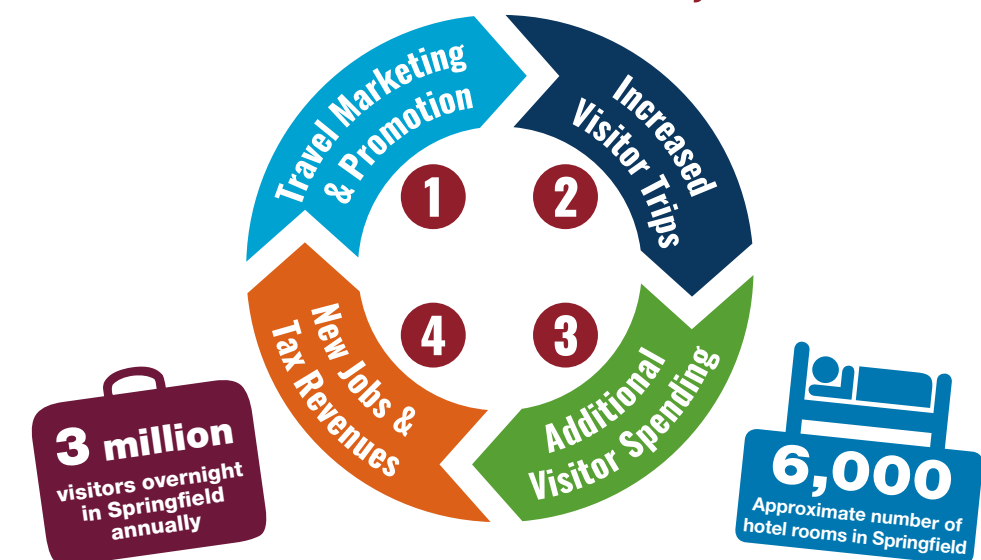 Travel Marketing
& Promotion
Increased
Visitor Trips
1
2
4
3
New Jobs &
Tax Revenues
Additional
Visitor Spending
3 million
visitors overnight
in Springfield
annually
6,000
Approximate number of
hotel rooms in Springfield